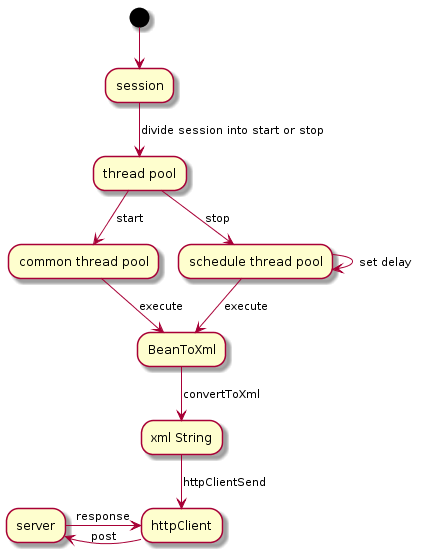 session
divide session into start or stop
thread pool
start
stop
common thread pool
schedule thread pool
set delay
execute
execute
BeanToXml
convertToXml
xml String
httpClientSend
server
response
post
httpClient